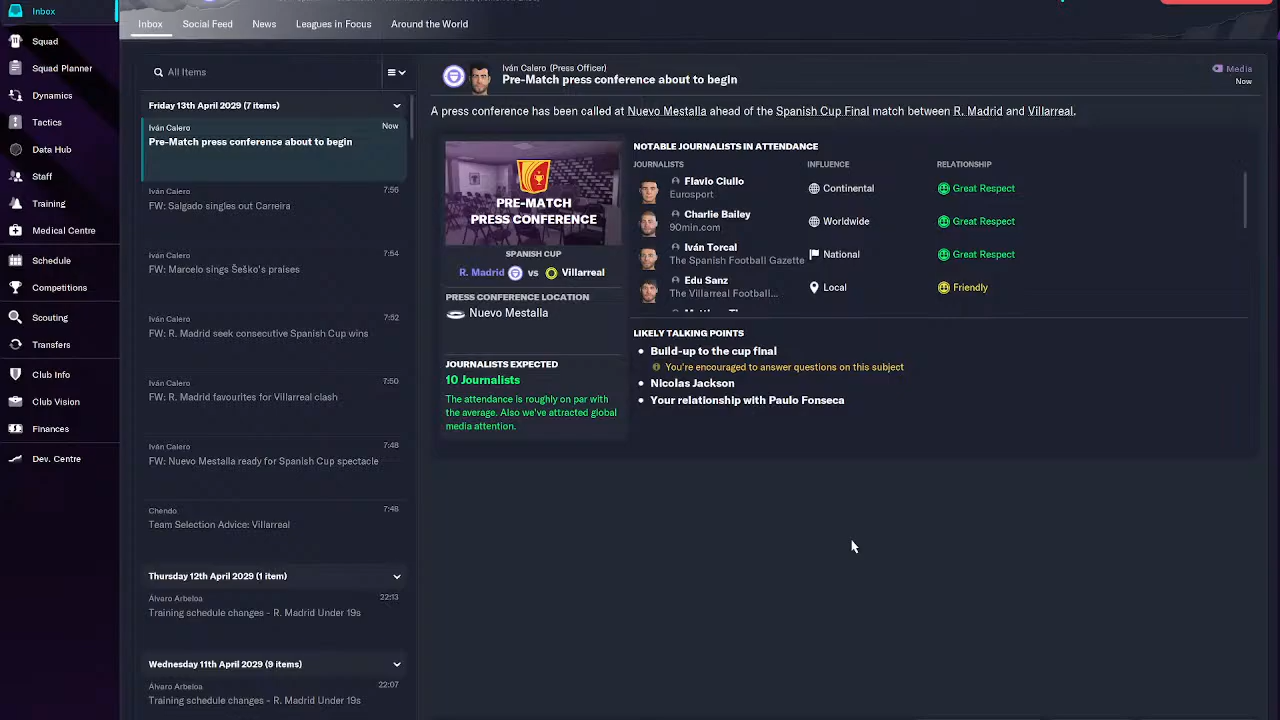 Inbox
Squad
Squad Planner
Dynamics
Tactics
Data Hub
Staff
Training
Medical Centre
Schedule
Competitions
Scouting
Transfers
Club Info
Club Vision
Finances
Dev. Centre
Inbox Social Feed News Leagues in Focus Around the World
All Items
Friday 13th April 2029 (7 items)
Iván Calero Now
Pre-Match press conference about to begin
Iván Calero 7:56
FW: Salgado singles out Carreira
Iván Calero 7:54
FW: Marcelo sings Šeško's praises
Iván Calero 7:52
FW: R. Madrid seek consecutive Spanish Cup wins
Iván Calero 7:50
FW: R. Madrid favourites for Villarreal clash
Iván Calero 7:48
FW: Nuevo Mestalla ready for Spanish Cup spectacle
Chendo 7:48
Team Selection Advice: Villarreal
Thursday 12th April 2029 (1 item)
Álvaro Arbeloa 22:13
Training schedule changes - R. Madrid Under 19s
Wednesday 11th April 2029 (9 items)
Álvaro Arbeloa 22:07
Training schedule changes - R. Madrid Under 19s
Iván Calero (Press Officer)
Pre-Match press conference about to begin
Media
Now
A press conference has been called at Nuevo Mestalla ahead of the Spanish Cup Final match between R. Madrid and Villarreal.
PRE-MATCH
PRESS CONFERENCE
SPANISH CUP
R. Madrid vs Villarreal
PRESS CONFERENCE LOCATION
Nuevo Mestalla
JOURNALISTS EXPECTED
10 Journalists
The attendance is roughly on par with
the average. Also we've attracted global
media attention.
NOTABLE JOURNALISTS IN ATTENDANCE
JOURNALISTS INFLUENCE RELATIONSHIP
Flavio Ciullo
Eurosport
Continental Great Respect
Charlie Bailey
90min.com
Worldwide Great Respect
Iván Torcal
The Spanish Football Gazette
National Great Respect
Edu Sanz
The Villarreal Football...
Local Friendly
LIKELY TALKING POINTS
Build-up to the cup final
You're encouraged to answer questions on this subject
Nicolas Jackson
Your relationship with Paulo Fonseca